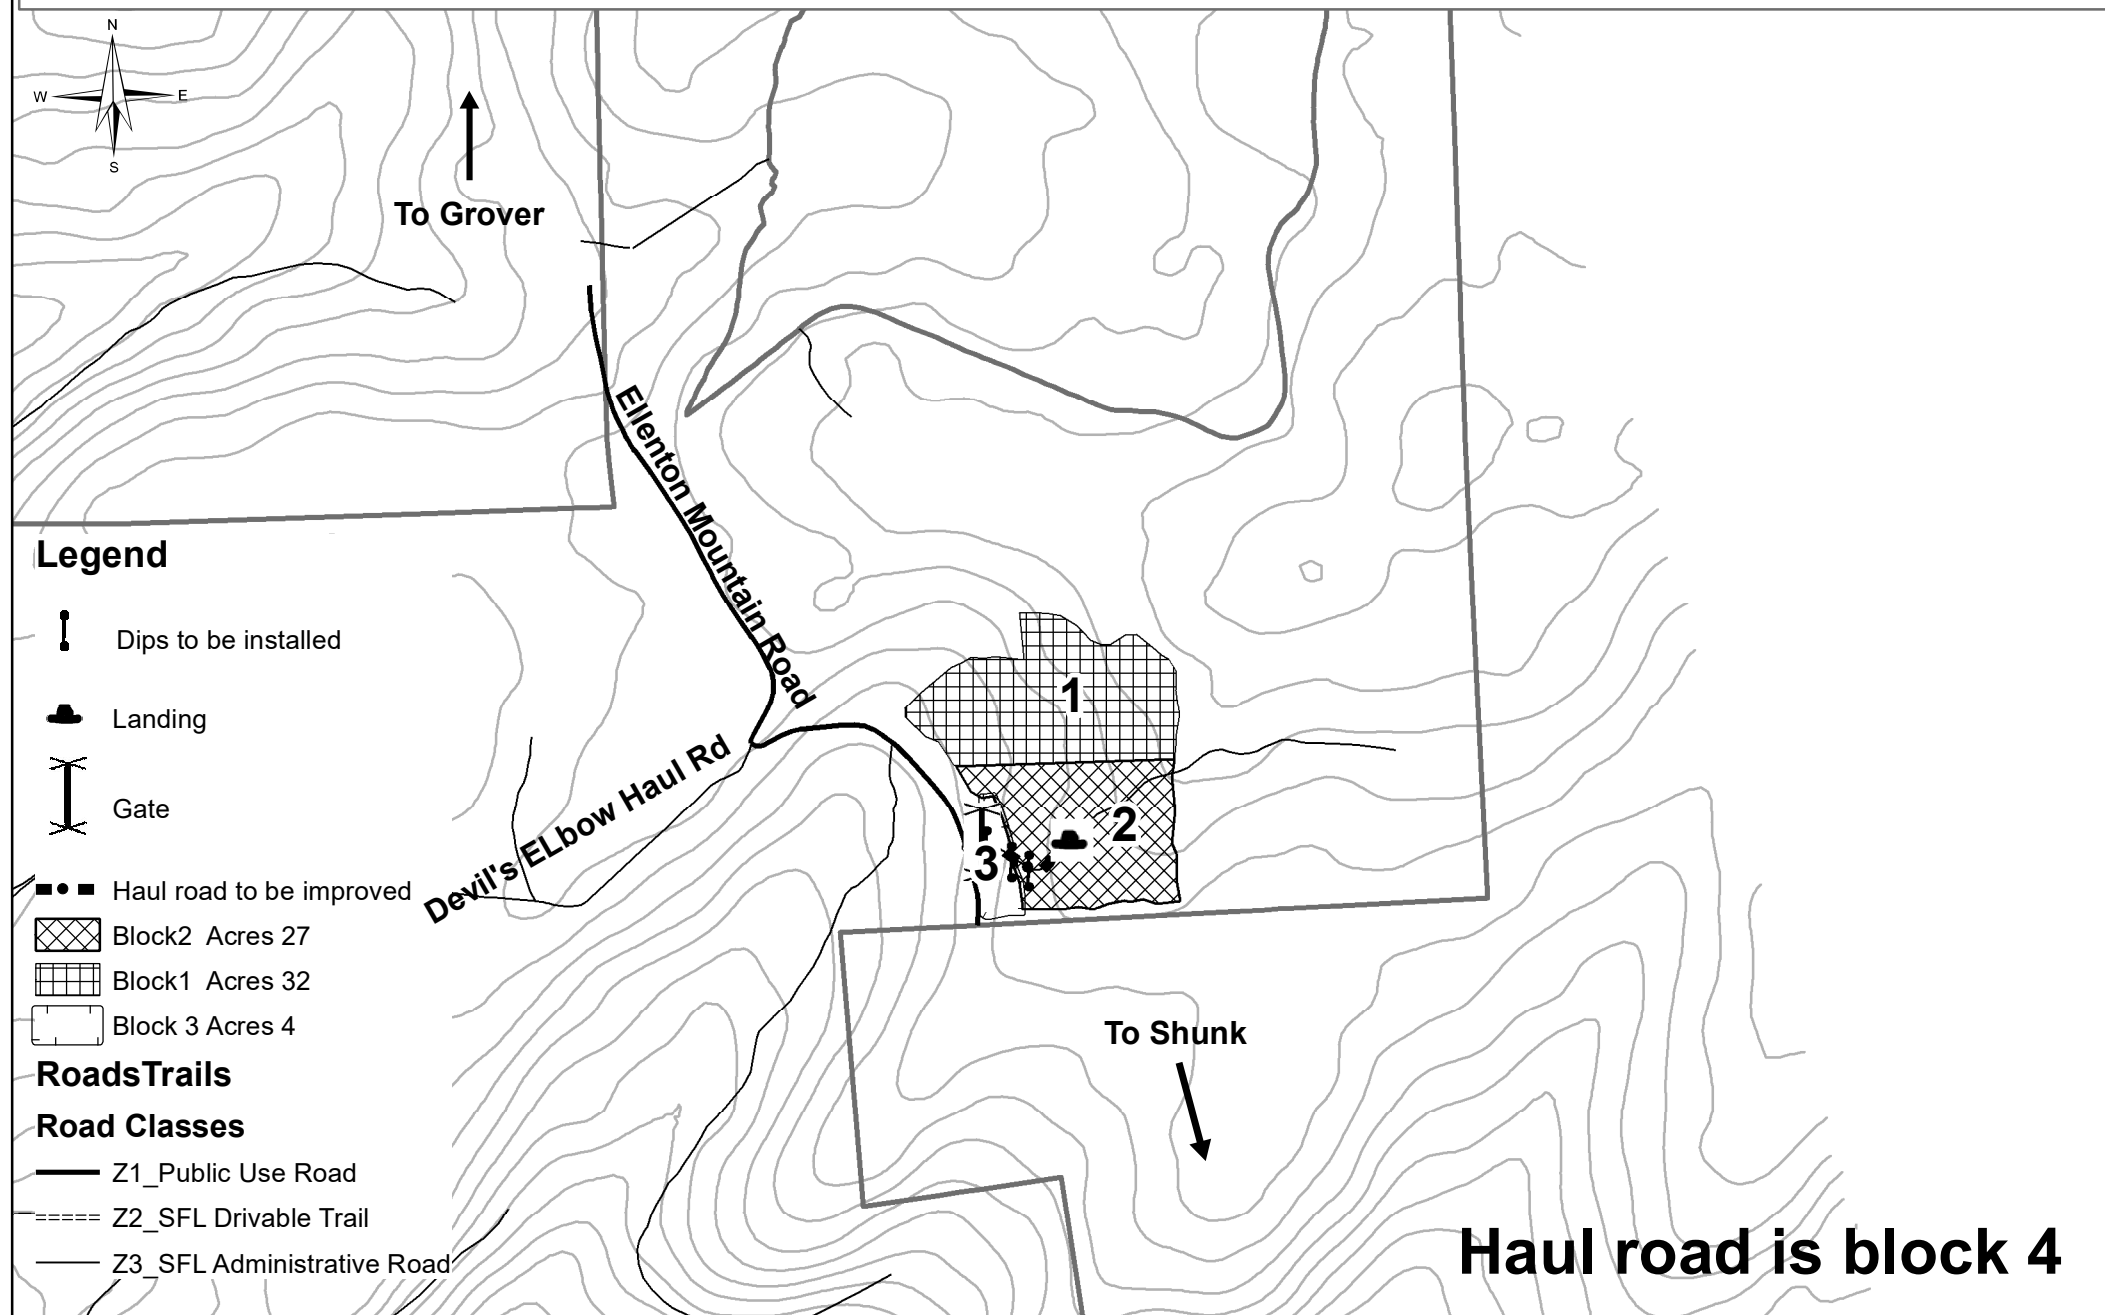 N
W E
S
To Grover
Ellenton Mountain Road
Devil's ELbow Haul Rd
1
2
3
4
To Shunk
Legend
Dips to be installed
Landing
Gate
Haul road to be improved
Block2 Acres 27
Block1 Acres 32
Block 3 Acres 4
RoadsTrails
Road Classes
Z1_Public Use Road
Z2_SFL Drivable Trail
Z3_SFL Administrative Road
Haul road is block 4